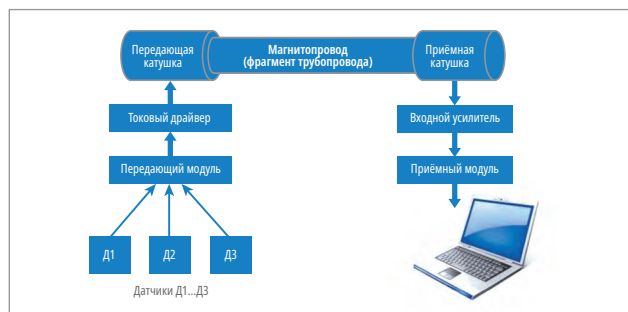 Передающая
катушка
Магнитопровод
(фрагмент трубопровода)
Приёмная
катушка
Токовый драйвер
Входной усилитель
Передающий модуль
Приёмный модуль
Д1
Д2
Д3
Датчики Д1...Д3